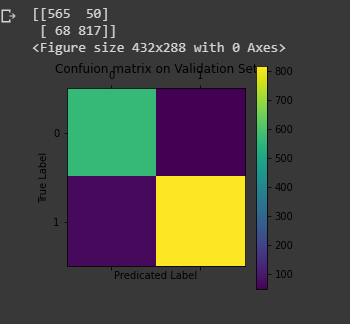 [[565  50]
 [ 68 817]]
<Figure size 432x288 with 0 Axes>
Confuion matrix on Validation Set
0 1
800
700
0
600
500
True Label
400
300
1
200
100
Predicated Label